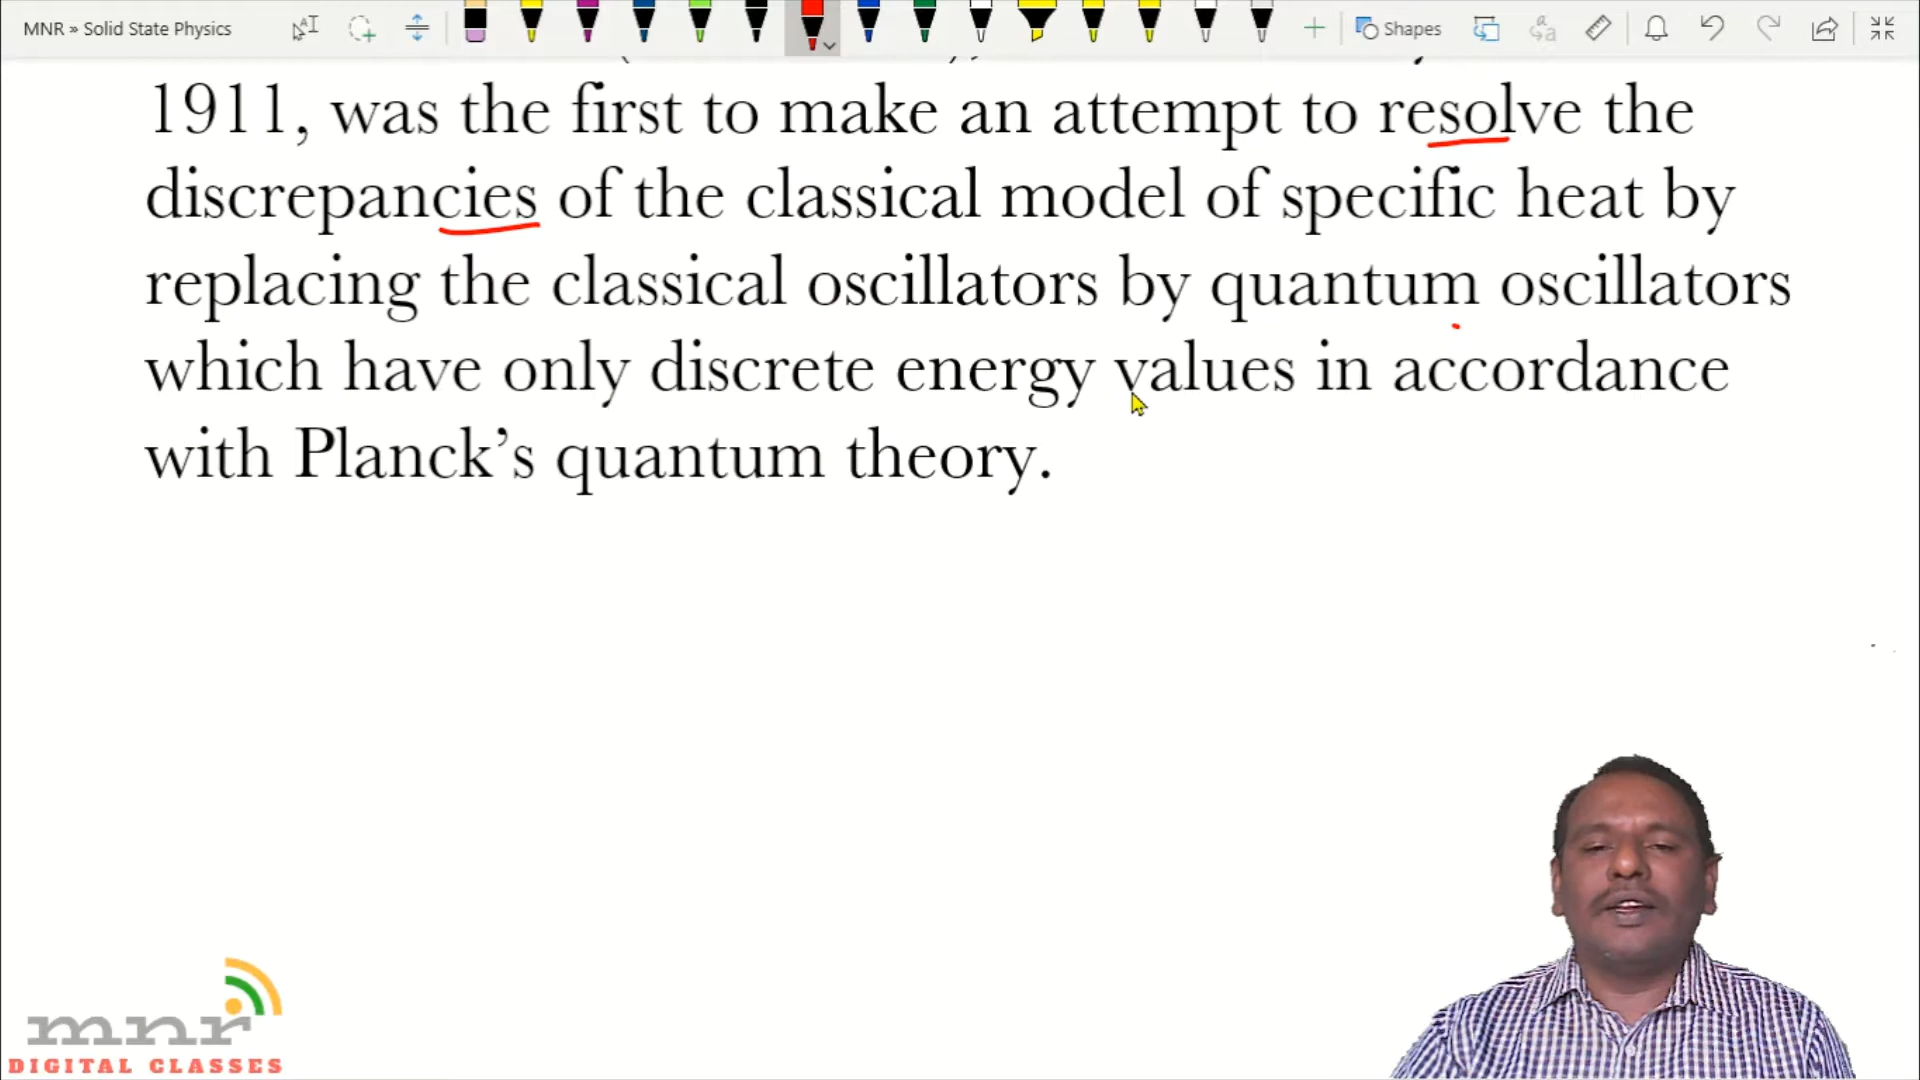 MNR » Solid State Physics
Shapes
1911, was the first to make an attempt to resolve the
discrepancies of the classical model of specific heat by
replacing the classical oscillators by quantum oscillators
which have only discrete energy values in accordance
with Planck’s quantum theory.
mnr
DIGITAL CLASSES